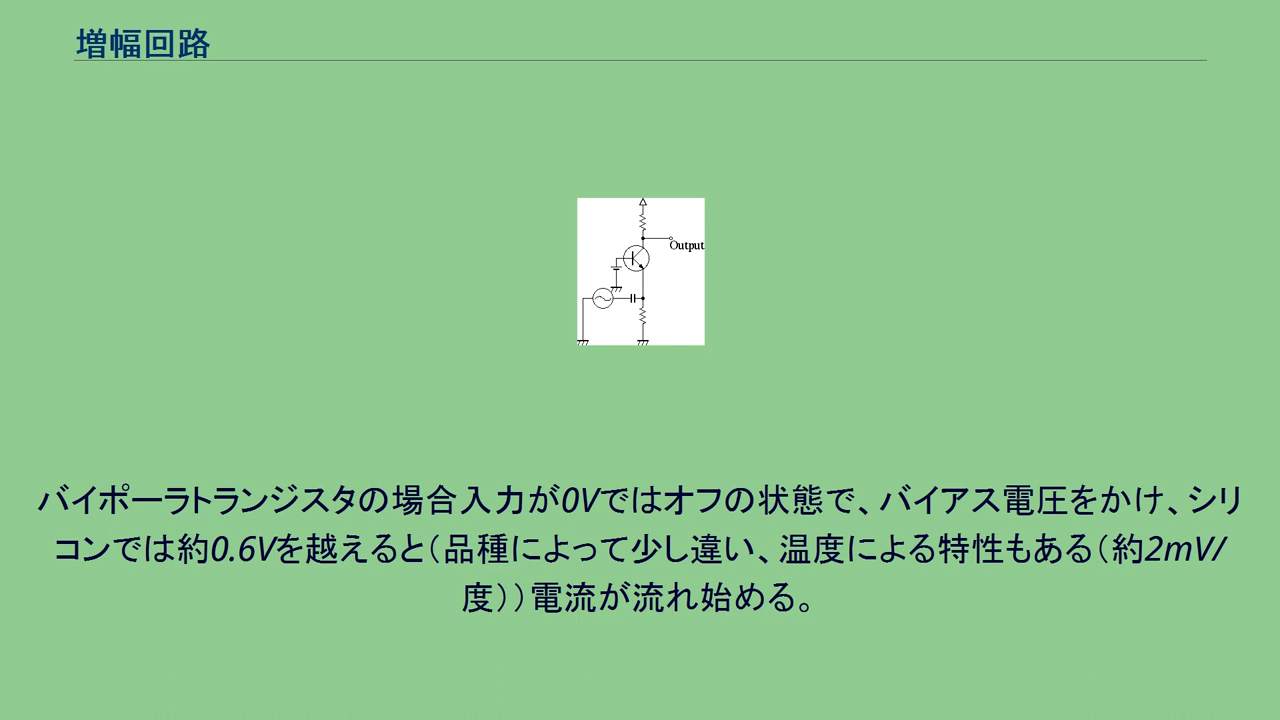 増幅回路
Output
バイポーラトランジスタの場合入力が0Vではオフの状態で、バイアス電圧をかけ、シリ
コンでは約0.6Vを越えると（品種によって少し違い、温度による特性もある（約2mV/
度））電流が流れ始める。